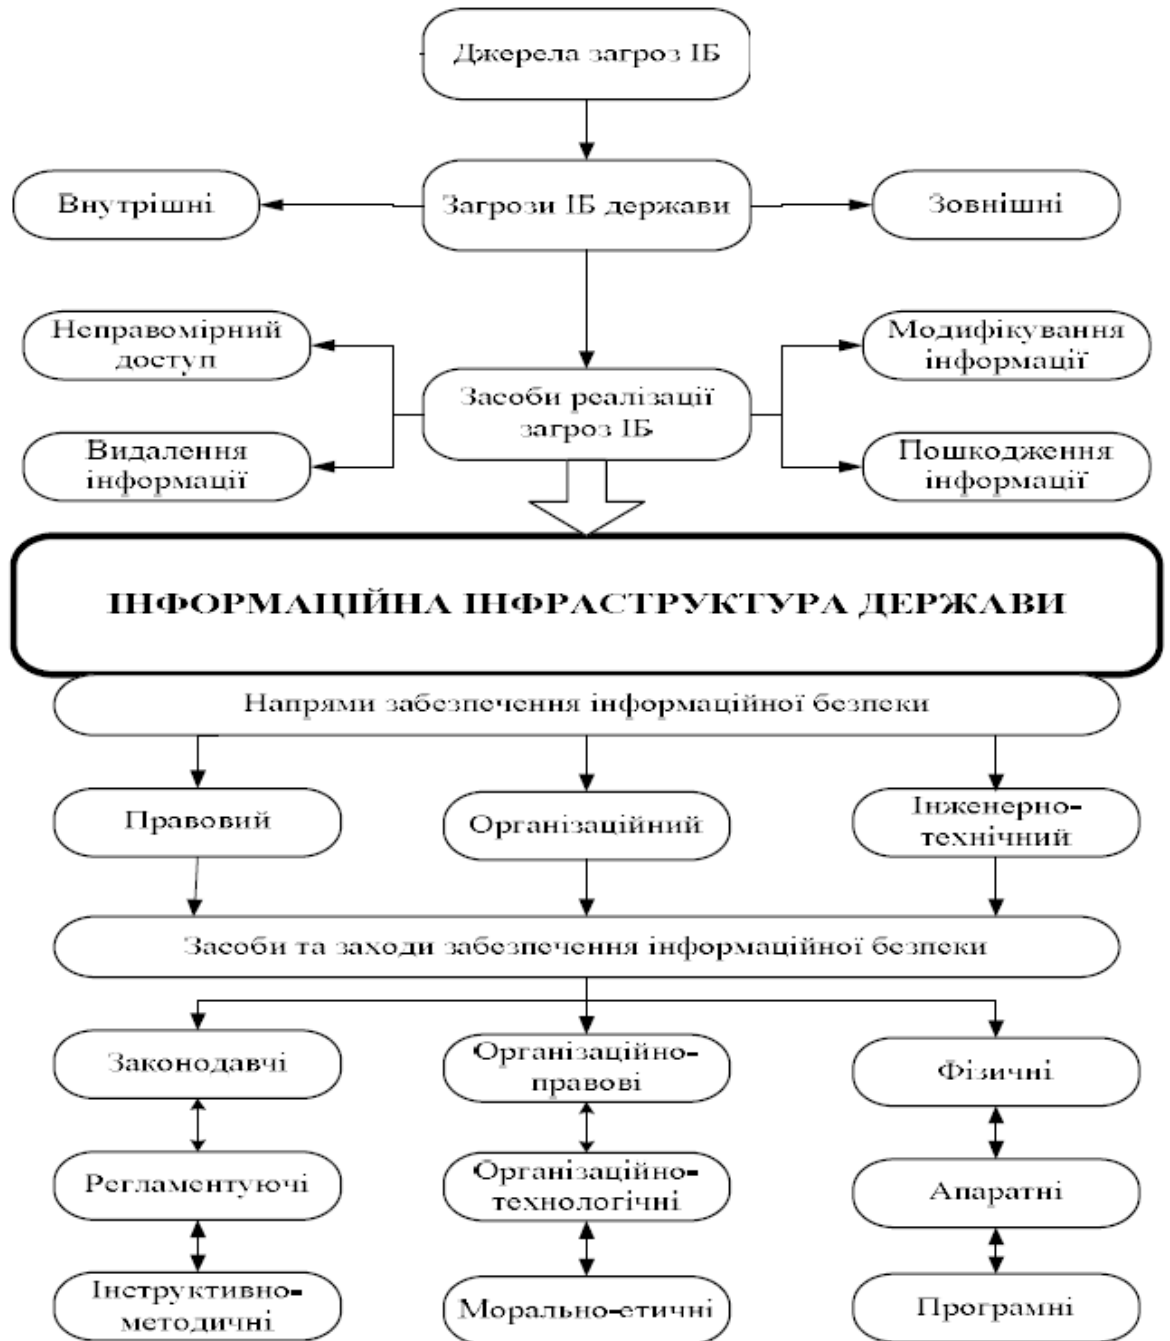 Джерела загроз ІБ
Внутрішні
Загрози ІБ держави
Зовнішні
Неправомірний
доступ
Модифікування
інформації
Засоби реалізації
загроз ІБ
Видалення
інформації
Пошкодження
інформації
ІНФОРМАЦІЙНА ІНФРАСТРУКТУРА ДЕРЖАВИ
Напрями забезпечення інформаційної безпеки
Правовий
Організаційний
Інженерно-
технічний
Засоби та заходи забезпечення інформаційної безпеки
Законодавчі
Організаційно-
правові
Фізичні
Регламентуючі
Організаційно-
технологічні
Апаратні
Інструктивно-
методичні
Морально-етичні
Програмні